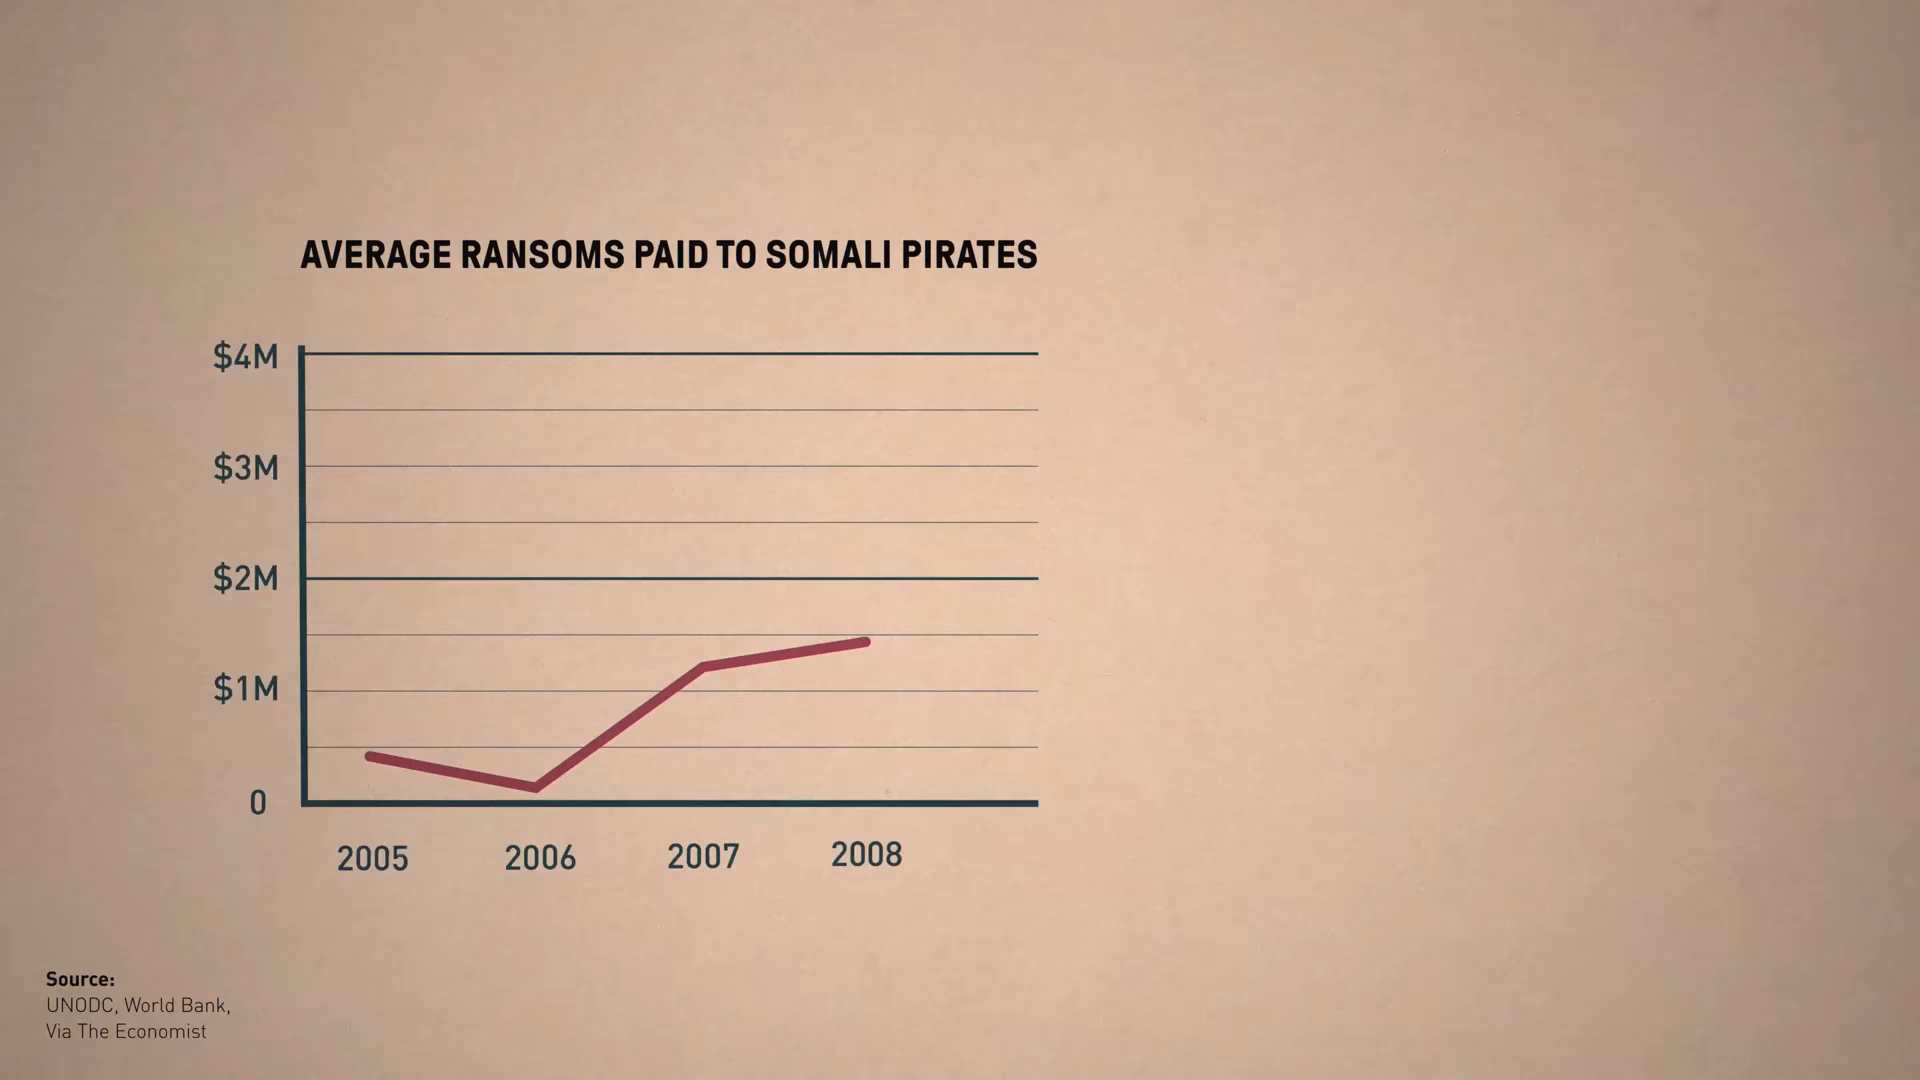 AVERAGE RANSOMS PAID TO SOMALI PIRATES
$4M
$3M
$2M
$1M
0
2005 2006 2007 2008
Source:
UNODC, World Bank,
Via The Economist